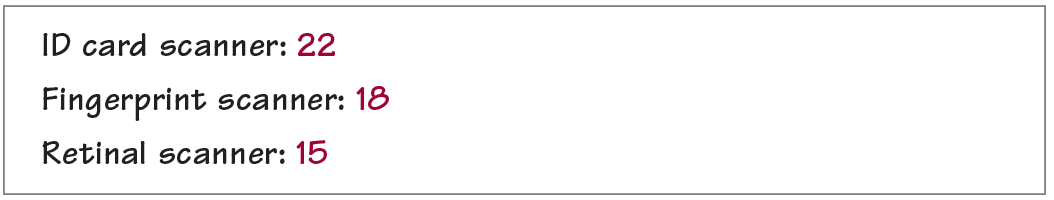 ID card scanner: 22
Fingerprint scanner: 18
Retinal scanner: 15